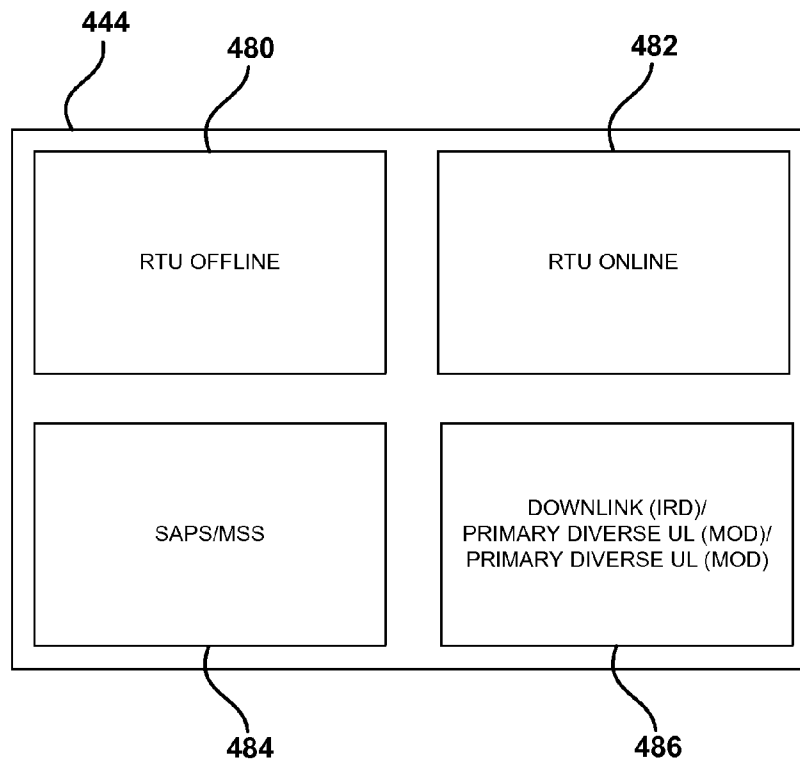 444
480
482
RTU OFFLINE
RTU ONLINE
SAPS/MSS
DOWNLINK (IRD)/
PRIMARY DIVERSE UL (MOD)/
PRIMARY DIVERSE UL (MOD)
484
486